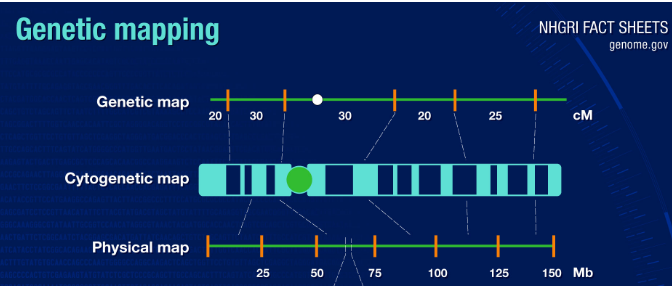 Genetic mapping
NHGRI FACT SHEETS
genome.gov
Genetic map
20 30 30 20 25 cM
Cytogenetic map
Physical map
25 50 75 100 125 150 Mb